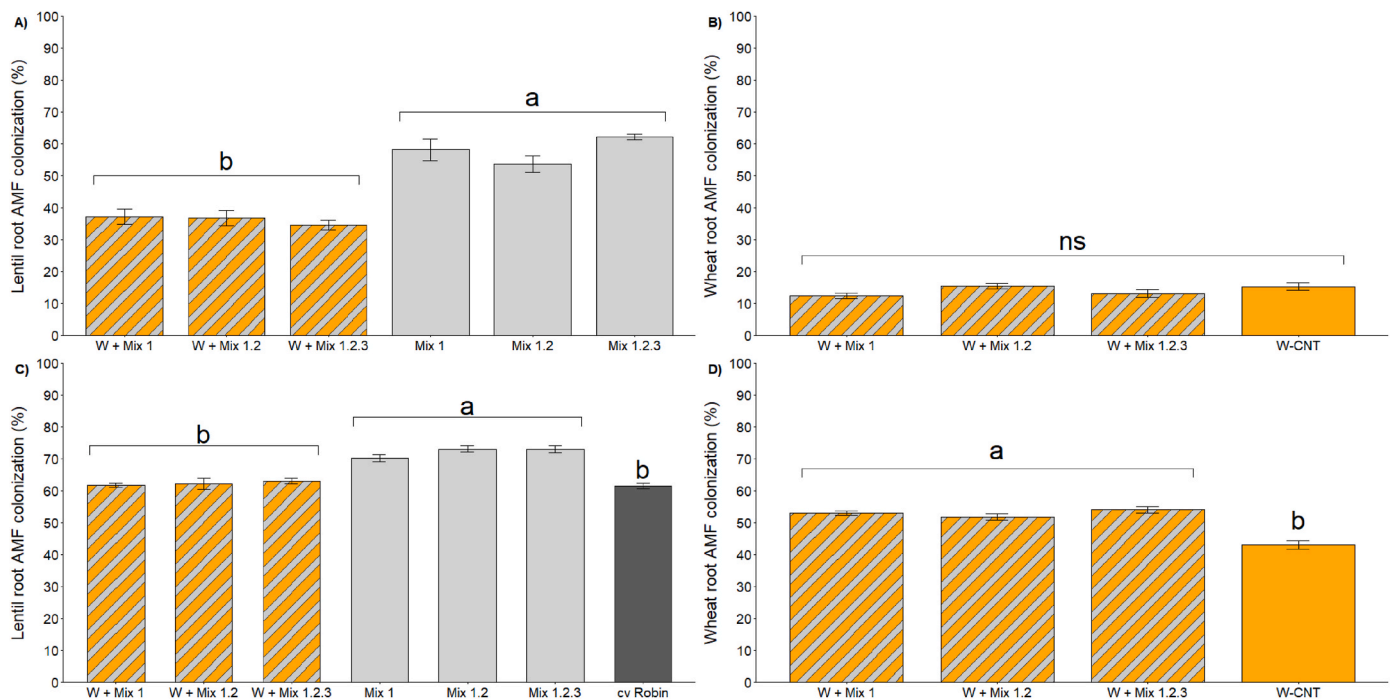 A)
Lentil root AMF colonization (%)
100
90
80
70
60
50
40
30
20
10
0
b
a
W + Mix 1 W + Mix 1.2 W + Mix 1.2.3 Mix 1 Mix 1.2 Mix 1.2.3
B)
Wheat root AMF colonization (%)
100
90
80
70
60
50
40
30
20
10
0
ns
W + Mix 1 W + Mix 1.2 W + Mix 1.2.3 W-CNT
C)
Lentil root AMF colonization (%)
100
90
80
70
60
50
40
30
20
10
0
b
a
b
W + Mix 1 W + Mix 1.2 W + Mix 1.2.3 Mix 1 Mix 1.2 Mix 1.2.3 cv Robin
D)
Wheat root AMF colonization (%)
100
90
80
70
60
50
40
30
20
10
0
a
b
W + Mix 1 W + Mix 1.2 W + Mix 1.2.3 W-CNT